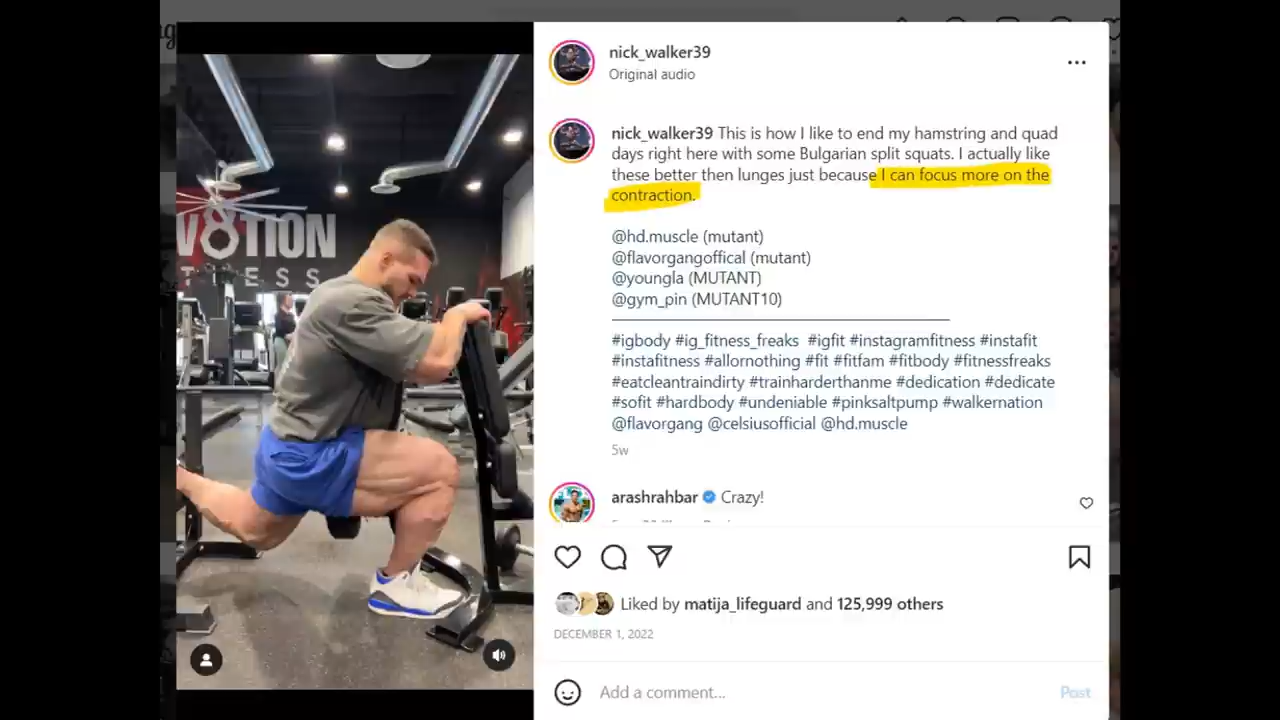 nick_walker39
Original audio
nick_walker39 This is how I like to end my hamstring and quad
days right here with some Bulgarian split squats. I actually like
these better then lunges just because I can focus more on the
contraction.
@hd.muscle (mutant)
@flavorgangoffical (mutant)
@youngla (MUTANT)
@gym_pin (MUTANT10)
#igbody #ig_fitness_freaks #igfit #instagramfitness #instafit
#instafitness #allornothing #fit #fitfam #fitbody #fitnessfreaks
#eatcleantraindirty #trainharderthanme #dedication #dedicate
#sofit #hardbody #undeniable #pinksaltpump #walkernation
@flavorgang @celsiusofficial @hd.muscle
5w
arashrahbar Crazy!
Liked by matija_lifeguard and 125,999 others
DECEMBER 1, 2022
Add a comment...
Post